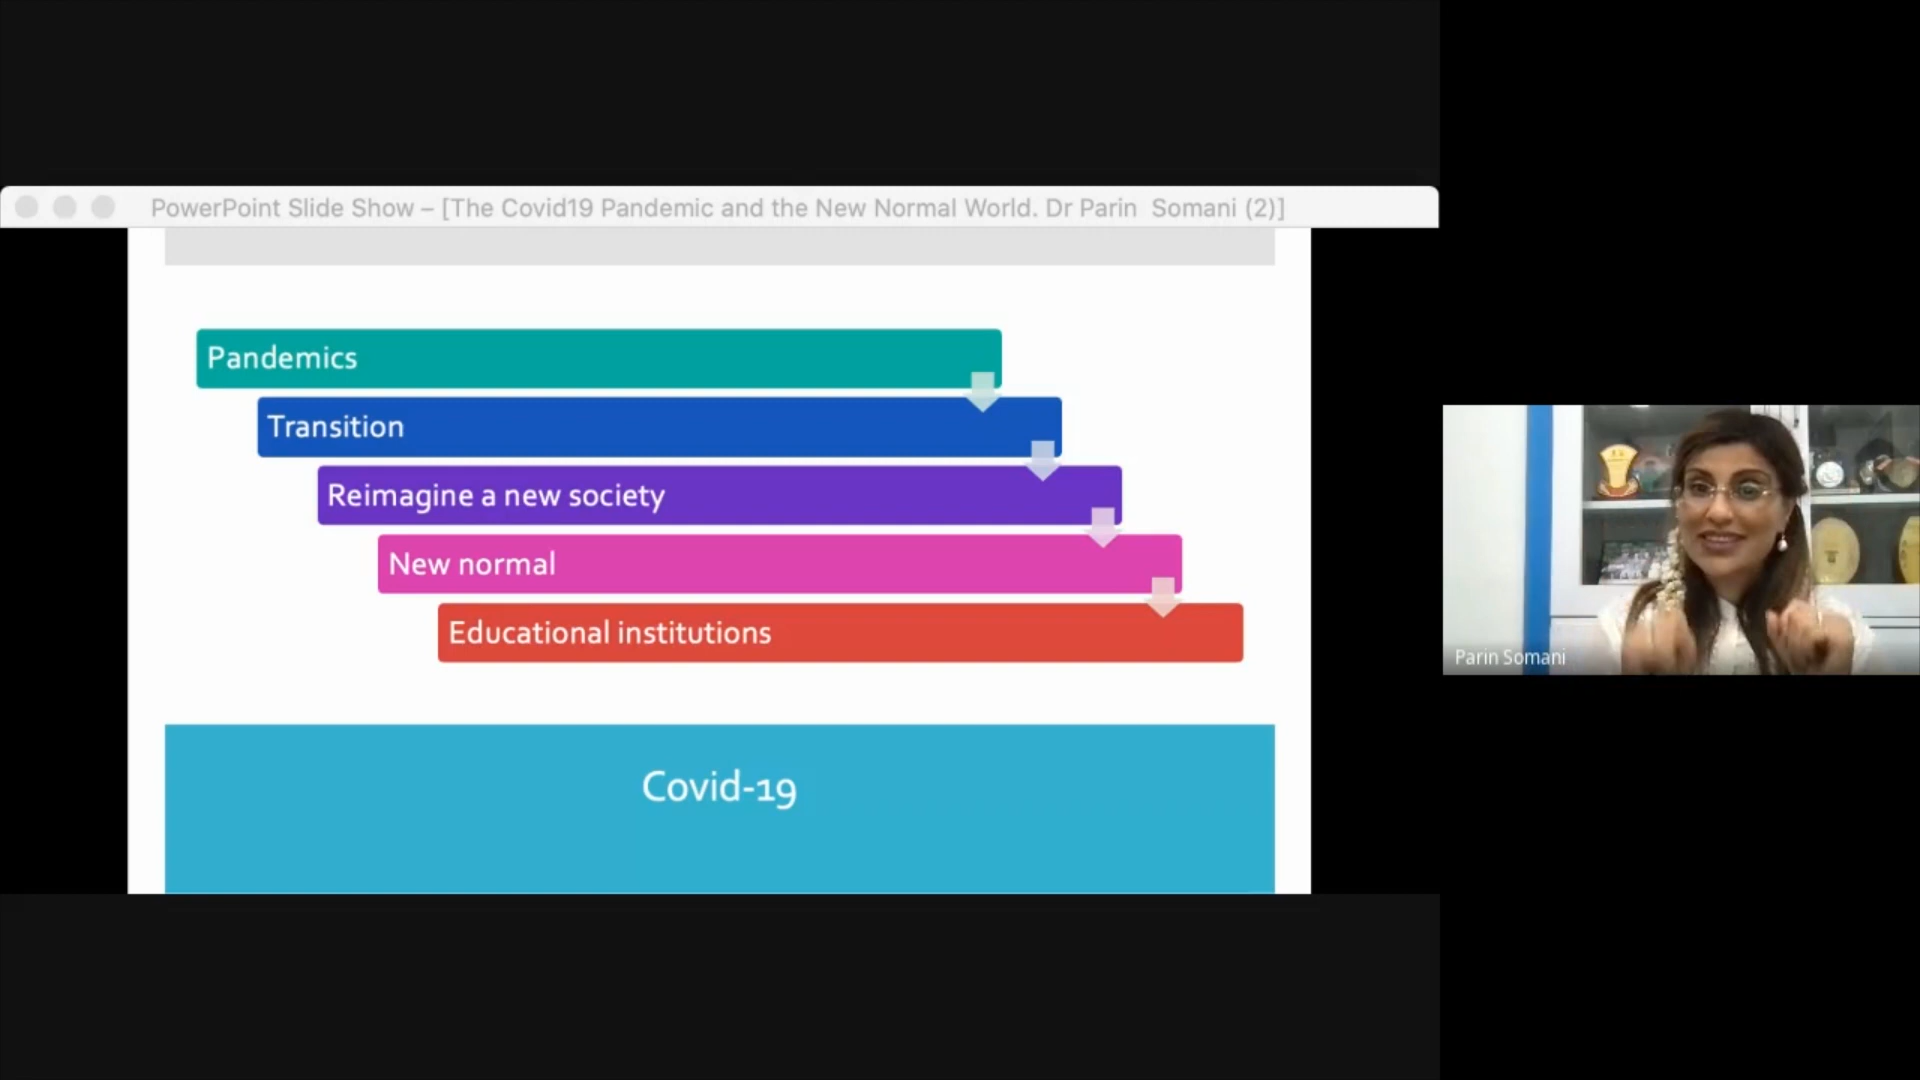 PowerPoint Slide Show – [The Covid19 Pandemic and the New Normal World. Dr Parin  Somani (2)]
Pandemics
Transition
Reimagine a new society
New normal
Educational institutions
Covid-19
Parin Somani